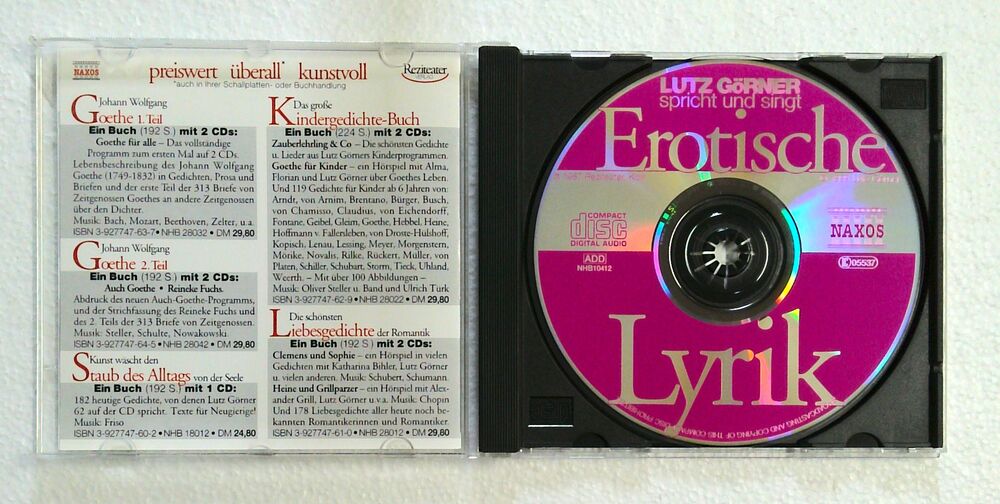 NAXOS
preiswert überall* kunstvoll
Rezitheater
VERLAG
*auch in Ihrer Schallplatten- oder Buchhandlung
Johann Wolfgang
Goethe 1. Teil
Ein Buch (192 S.) mit 2 CDs:
Goethe für alle – Das vollständige
Programm zum ersten Mal auf 2 CDs.
Lebensbeschreibung des Johann Wolfgang
Goethe (1749-1832) in Gedichten, Prosa und
Briefen und der erste Teil der 313 Briefe von
Zeitgenossen Goethes an andere Zeitgenossen
über den Dichter.
Musik: Bach, Mozart, Beethoven, Zelter, u.a.
ISBN 3-927747-63-7 • NHB 28032 • DM 29,80
Johann Wolfgang
Goethe 2. Teil
Ein Buch (192 S.) mit 2 CDs:
Auch Goethe • Reineke Fuchs.
Abdruck des neuen Auch-Goethe-Programms,
und der Strichfassung des Reineke Fuchs und
des 2. Teils der 313 Briefe von Zeitgenossen.
Musik: Steller, Schulte, Nowakowski.
ISBN 3-927747-64-5 • NHB 28042 • DM 29,80
Kunst wäscht den
Staub des Alltags von der Seele
Ein Buch (192 S.) mit 1 CD:
182 heutige Gedichte, von denen Lutz Görner
62 auf der CD spricht. Texte für Neugierige!
Musik: Friso
ISBN 3-927747-60-2 • NHB 18012 • DM 24,80
Das große
Kindergedichte-Buch
Ein Buch (224 S.) mit 2 CDs:
Zauberlehrling & Co – Die schönsten Gedichte
u. Lieder aus Lutz Görners Kinderprogrammen.
Goethe für Kinder – ein Hörspiel mit Alma,
Florian und Lutz Görner über Goethes Leben.
Und 119 Gedichte für Kinder ab 6 Jahren von:
Arndt, von Arnim, Brentano, Bürger, Busch,
von Chamisso, Claudius, von Eichendorff,
Fontane, Geibel, Gleim, Goethe, Hebbel, Heine,
Hoffmann v. Fallersleben, von Droste-Hülshoff,
Kopisch, Lenau, Lessing, Meyer, Morgenstern,
Mörike, Novalis, Rilke, Rückert, Müller, von
Platen, Schiller, Schubart, Storm, Tieck, Uhland,
Weerth. – Mit über 100 Abbildungen –
Musik: Oliver Steller u. Band und Ulrich Türk
ISBN 3-927747-62-9 • NHB 28022 • DM 29,80
Die schönsten
Liebesgedichte der Romantik
Ein Buch (192 S.) mit 2 CDs:
Clemens und Sophie – ein Hörspiel in vielen
Gedichten mit Katharina Bihler, Lutz Görner
u. vielen anderen. Musik: Schubert, Schumann.
Heine und Grillparzer – ein Hörspiel mit Alex-
ander Grill, Lutz Görner u.v.a. Musik: Chopin
Und 178 Liebesgedichte aller heute noch be-
kannten Romantikerinnen und Romantiker.
ISBN 3-927747-61-0 • NHB 28012 • DM 29,80
LUTZ GÖRNER
spricht und singt
Erotische
COMPACT
disc
DIGITAL AUDIO
ADD
NHB10412
NAXOS
05537
Lyrik
BROADCASTING AND COPYING OF THIS COMPACT DISC PROHIBITED